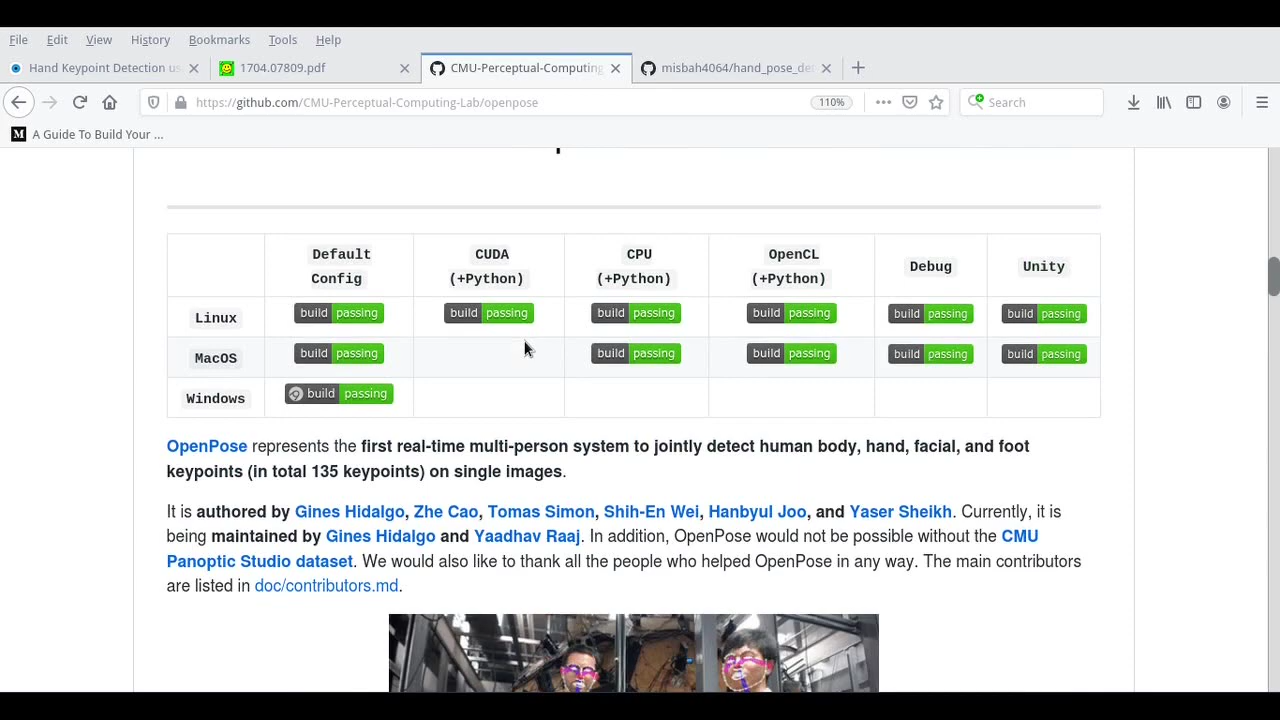 File Edit View History Bookmarks Tools Help
Hand Keypoint Detection us
1704.07809.pdf
CMU-Perceptual-Computing
misbah4064/hand_pose_det
https://github.com/CMU-Perceptual-Computing-Lab/openpose
110%
Search
M A Guide To Build Your ...
Default Config
CUDA (+Python)
CPU (+Python)
OpenCL (+Python)
Debug
Unity
Linux build passing build passing build passing build passing build passing build passing
MacOS build passing build passing build passing build passing build passing
Windows build passing
OpenPose represents the first real-time multi-person system to jointly detect human body, hand, facial, and foot
keypoints (in total 135 keypoints) on single images.
It is authored by Gines Hidalgo, Zhe Cao, Tomas Simon, Shih-En Wei, Hanbyul Joo, and Yaser Sheikh. Currently, it is
being maintained by Gines Hidalgo and Yaadhav Raaj. In addition, OpenPose would not be possible without the CMU
Panoptic Studio dataset. We would also like to thank all the people who helped OpenPose in any way. The main contributors
are listed in doc/contributors.md.